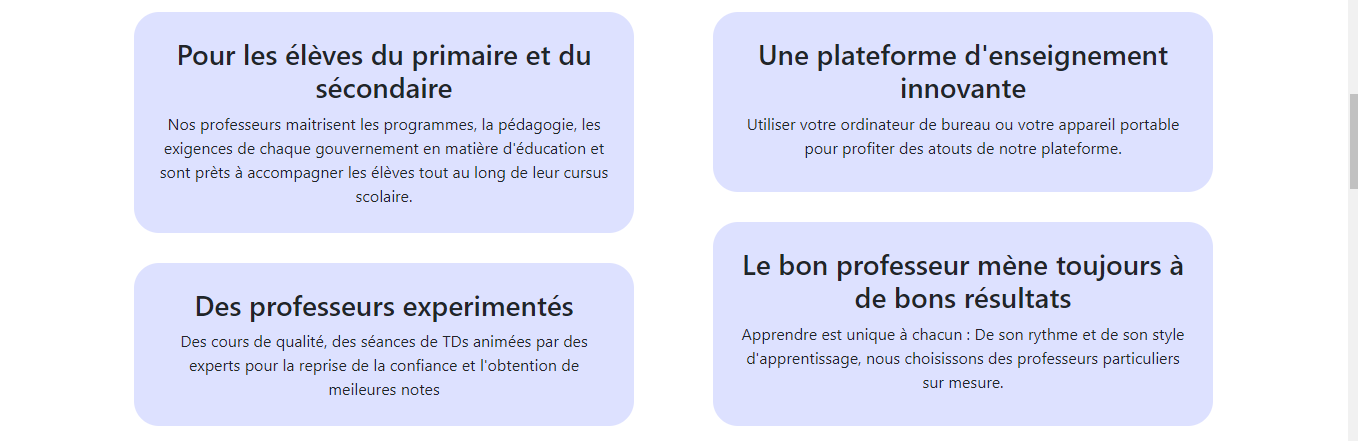 Pour les élèves du primaire et du
sécondaire
Nos professeurs maitrisent les programmes, la pédagogie, les
exigences de chaque gouvernement en matière d'éducation et
sont prèts à accompagner les élèves tout au long de leur cursus
scolaire.
Des professeurs experimentés
Des cours de qualité, des séances de TDs animées par des
experts pour la reprise de la confiance et l'obtention de
meileures notes
Une plateforme d'enseignement
innovante
Utiliser votre ordinateur de bureau ou votre appareil portable
pour profiter des atouts de notre plateforme.
Le bon professeur mène toujours à
de bons résultats
Apprendre est unique à chacun : De son rythme et de son style
d'apprentissage, nous choisissons des professeurs particuliers
sur mesure.